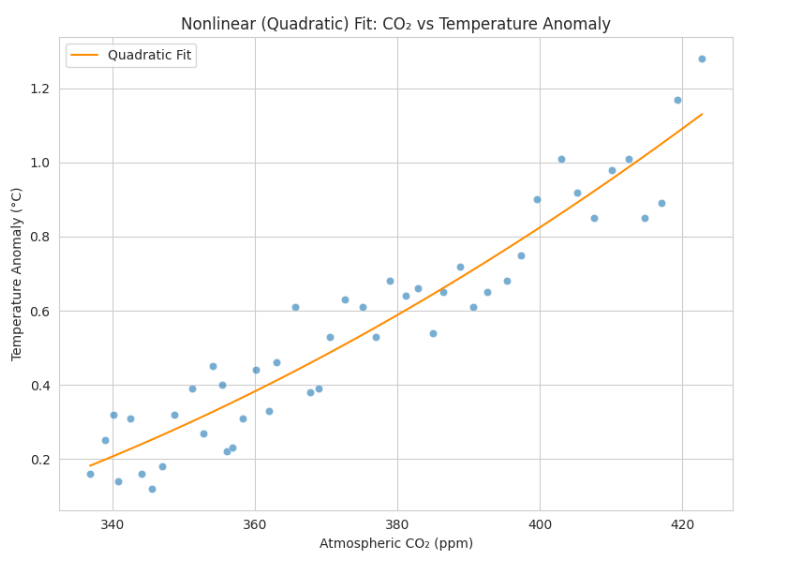 Nonlinear (Quadratic) Fit: CO₂ vs Temperature Anomaly
Quadratic Fit
1.2
1.0
0.8
0.6
0.4
0.2
Temperature Anomaly (°C)
340 360 380 400 420
Atmospheric CO₂ (ppm)